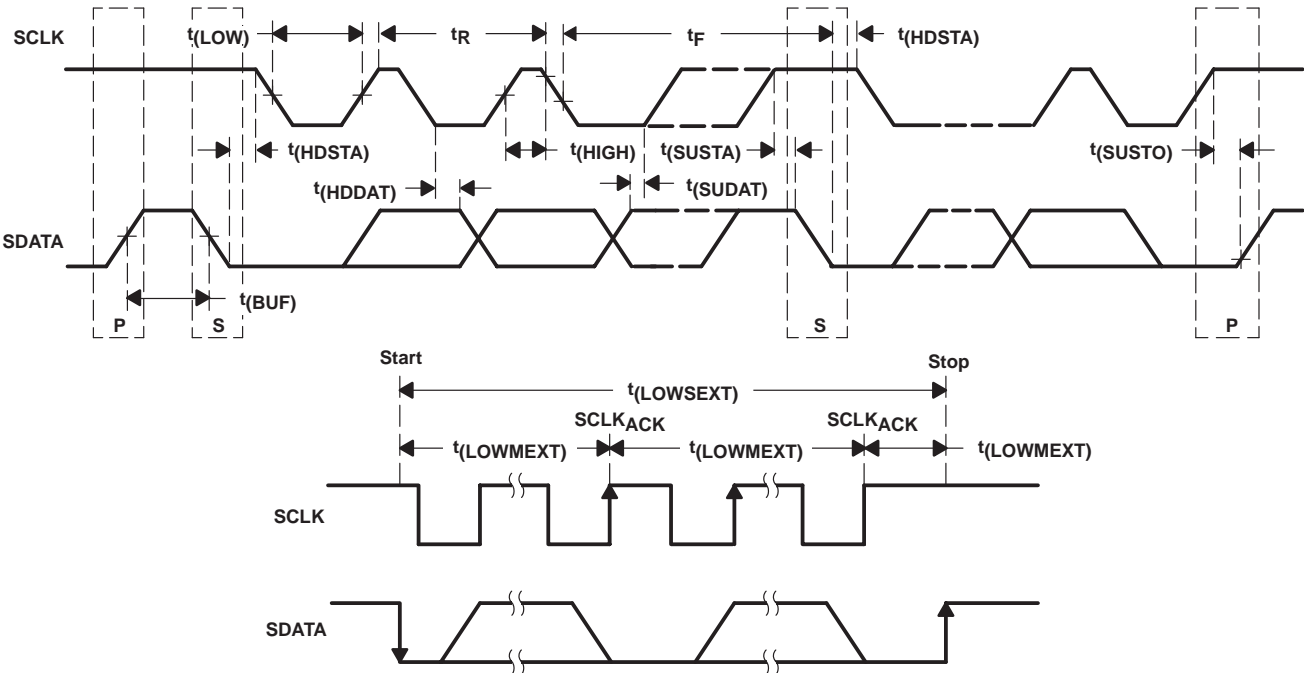 SCLK
t(LOW)
tR
tF
t(HDSTA)
t(HDSTA)
t(HIGH)
t(SUSTA)
t(SUSTO)
t(HDDAT)
t(SUDAT)
SDATA
t(BUF)
P
S
S
P
Start
Stop
t(LOWSEXT)
SCLKACK
SCLKACK
t(LOWMEXT)
t(LOWMEXT)
t(LOWMEXT)
SCLK
SDATA